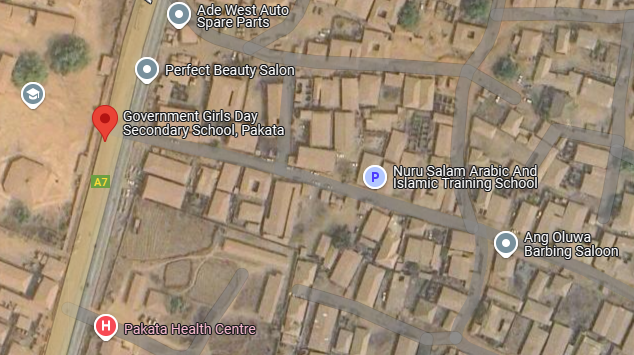 Ade West Auto
Spare Parts
Perfect Beauty Salon
Government Girls Day
Secondary School, Pakata
A7
P
Nuru Salam Arabic And
Islamic Training School
Ang Oluwa
Barbing Saloon
H
Pakata Health Centre